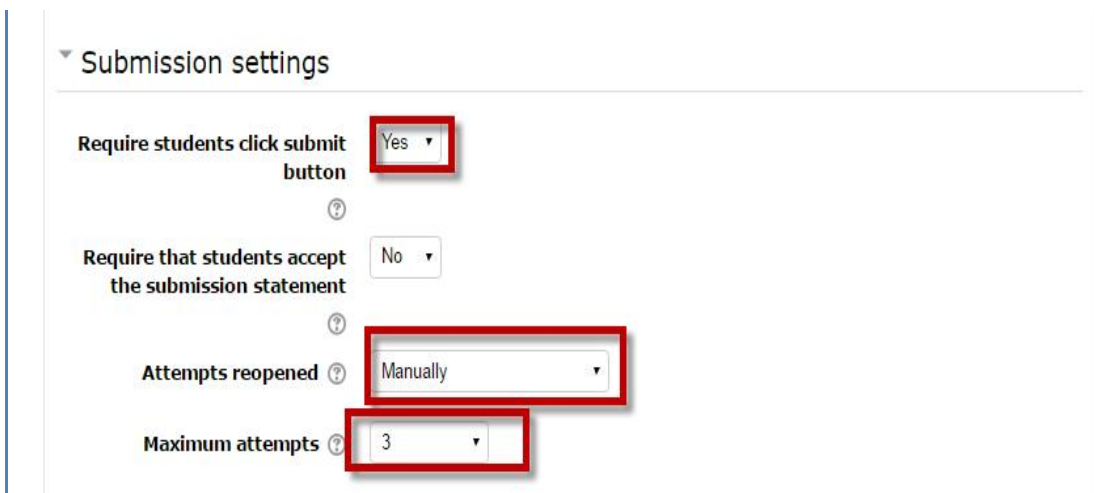 Submission settings
Require students click submit Yes
button
Require that students accept No
the submission statement
Attempts reopened Manually
Maximum attempts 3